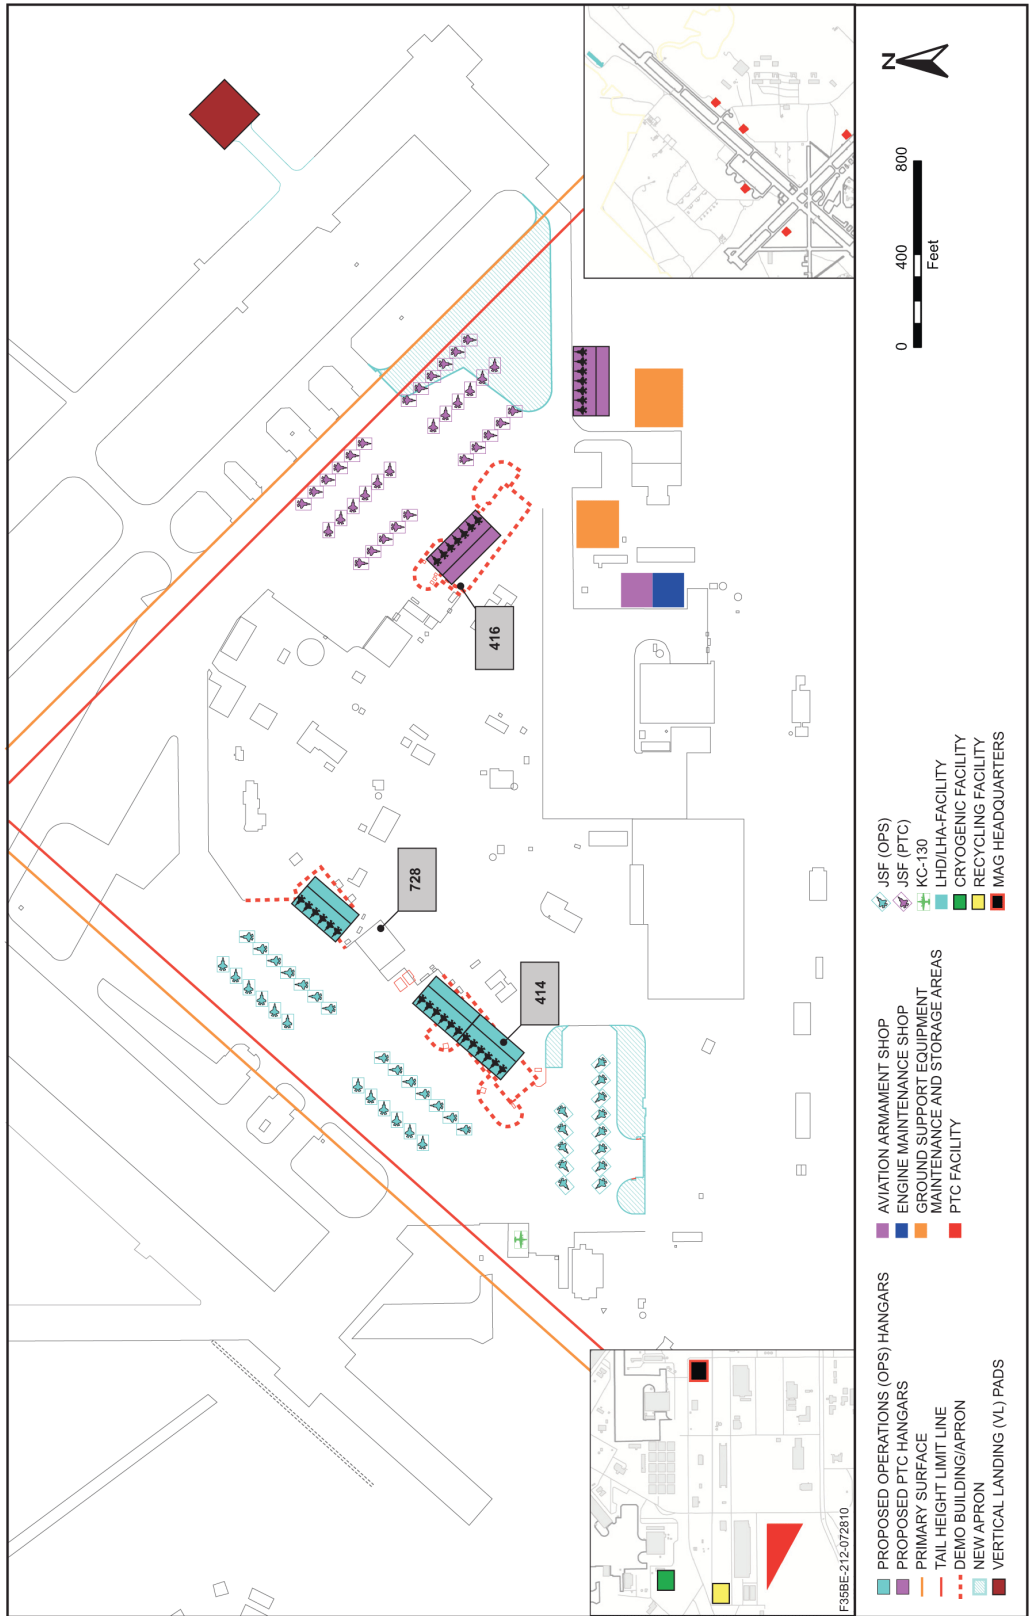 416
728
414
F35BE-212-072810
N
0 400 800
Feet
PROPOSED OPERATIONS (OPS) HANGARS
PROPOSED PTC HANGARS
PRIMARY SURFACE
TAIL HEIGHT LIMIT LINE
DEMO BUILDING/APRON
NEW APRON
VERTICAL LANDING (VL) PADS
AVIATION ARMAMENT SHOP
ENGINE MAINTENANCE SHOP
GROUND SUPPORT EQUIPMENT
MAINTENANCE AND STORAGE AREAS
PTC FACILITY
JSF (OPS)
JSF (PTC)
KC-130
LHD/LHA-FACILITY
CRYOGENIC FACILITY
RECYCLING FACILITY
MAG HEADQUARTERS